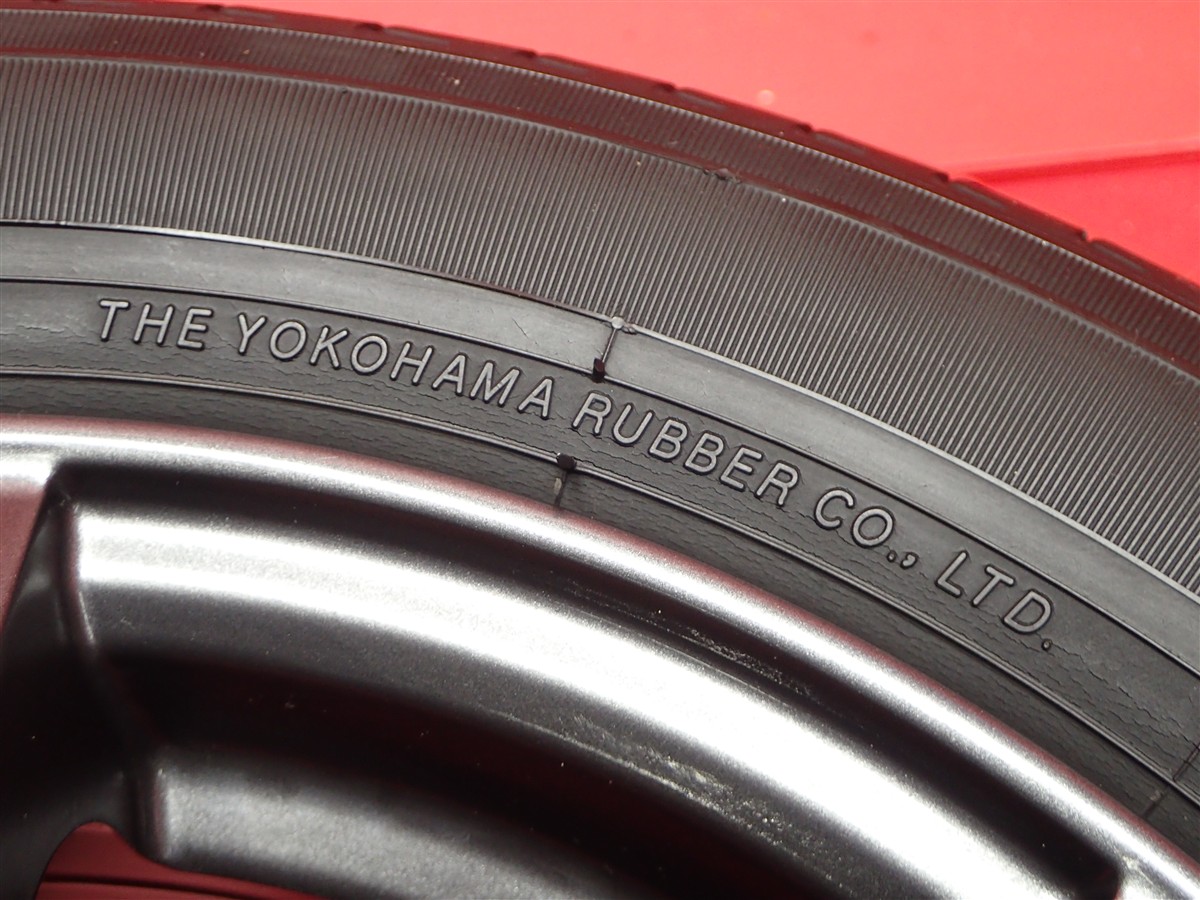 THE YOKOHAMA RUBBER CO., LTD.